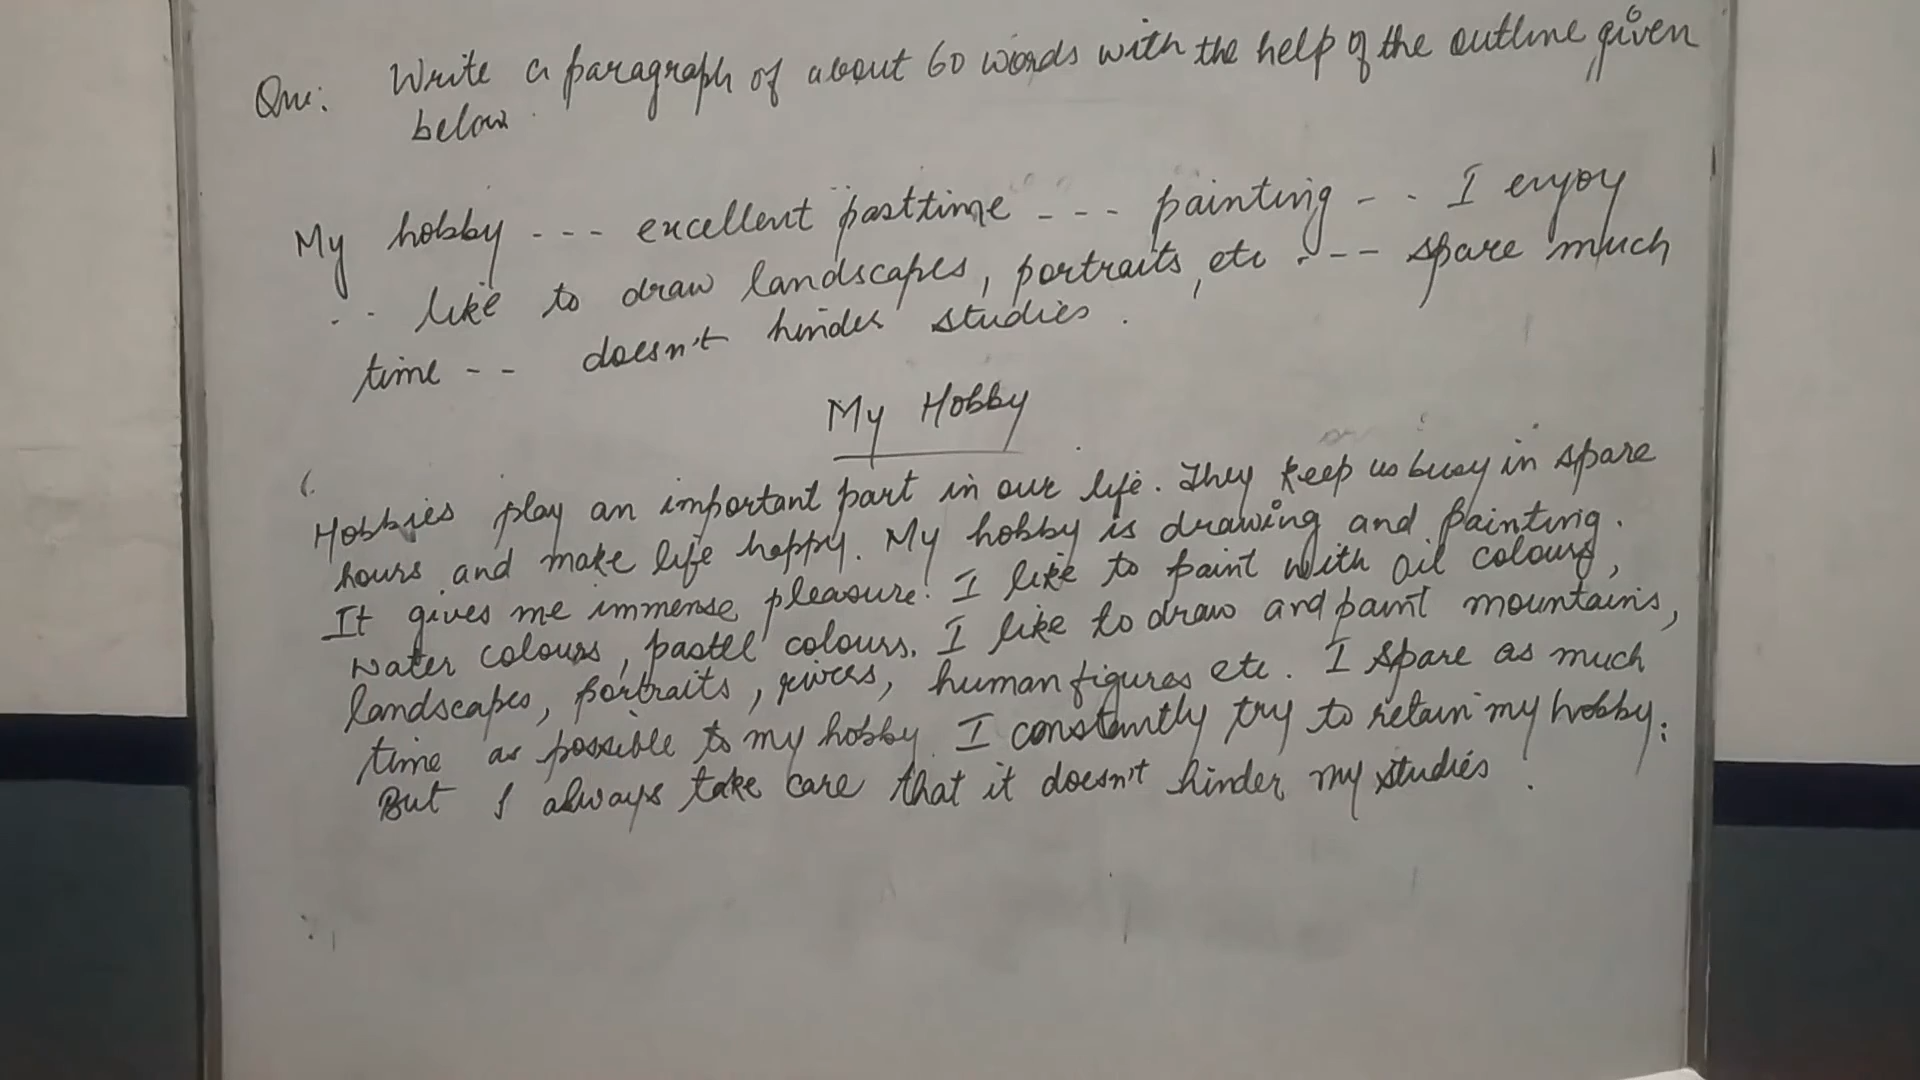 Que: Write a paragraph of about 60 words with the help of the outline given
below.
My hobby --- excellent pasttime --- painting -- I enjoy
-- like to draw landscapes, portraits, etc --- spare much
time -- doesn't hinder studies.
My Hobby
Hobbies play an important part in our life. They keep us busy in spare
hours and make life happy. My hobby is drawing and painting.
It gives me immense pleasure. I like to paint with oil colours,
water colours, pastel colours. I like to draw and paint mountains,
landscapes, portraits, rivers, human figures etc. I spare as much
time as possible to my hobby. I constantly try to retain my hobby.
But I always take care that it doesn't hinder my studies.